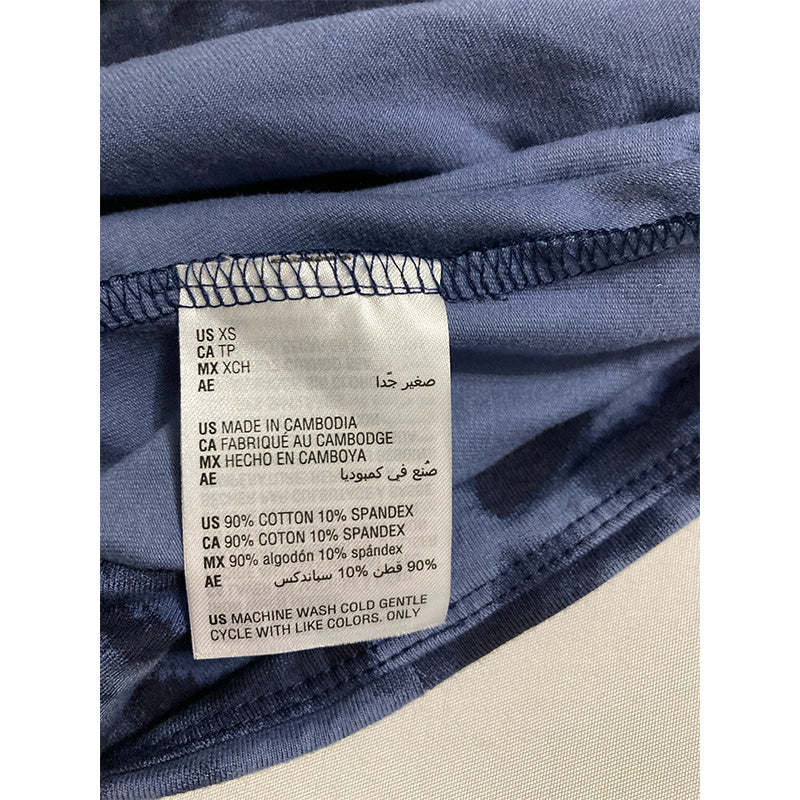 US XS
CA TP
MX XCH
AE صغير جّدا
US MADE IN CAMBODIA
CA FABRIQUÉ AU CAMBODGE
MX HECHO EN CAMBOYA
AE صُنع في كمبوديا
US 90% COTTON 10% SPANDEX
CA 90% COTON 10% SPANDEX
MX 90% algodón 10% spándex
AE 90% قطن 10% سباندكس
US MACHINE WASH COLD GENTLE
CYCLE WITH LIKE COLORS. ONLY